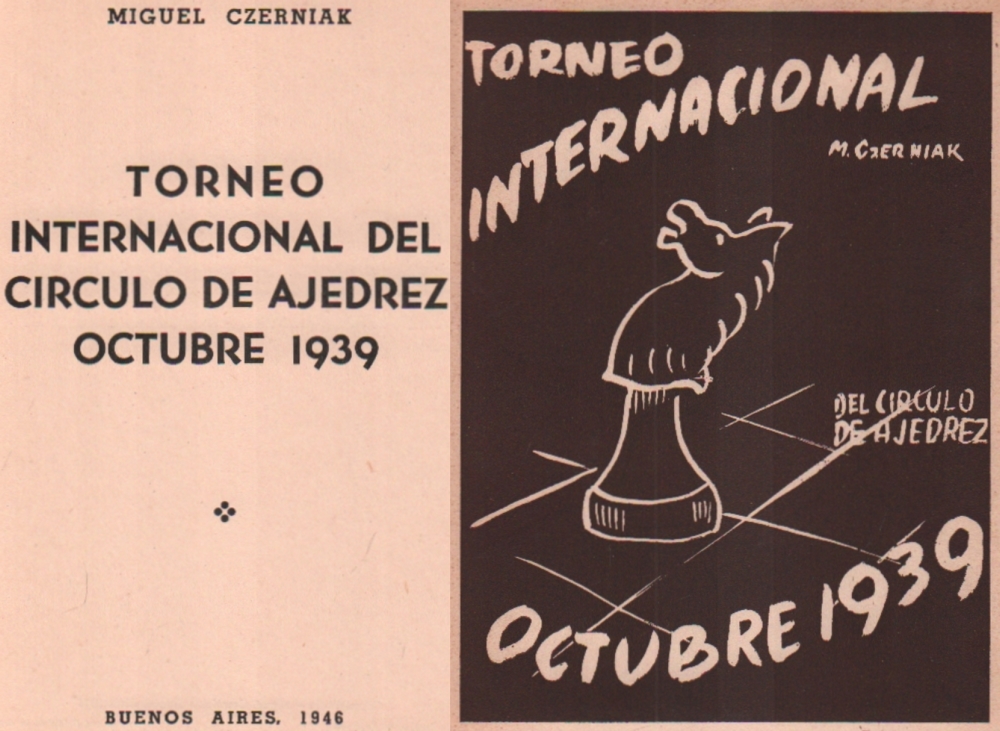 MIGUEL CZERNIAK
TORNEO
INTERNACIONAL DEL
CIRCULO DE AJEDREZ
OCTUBRE 1939
BUENOS AIRES, 1946
TORNEO
INTERNACIONAL
M. CZERNIAK
DEL CIRCULO
DE AJEDREZ
OCTUBRE 1939